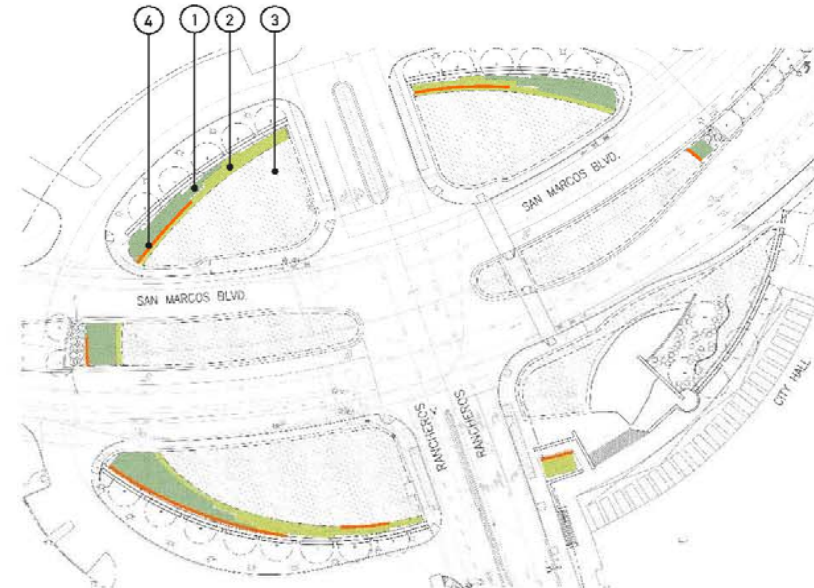 4 1 2 3
SAN MARCOS BLVD.
SAN MARCOS BLVD.
RANCHEROS
RANCHEROS
CITY HALL